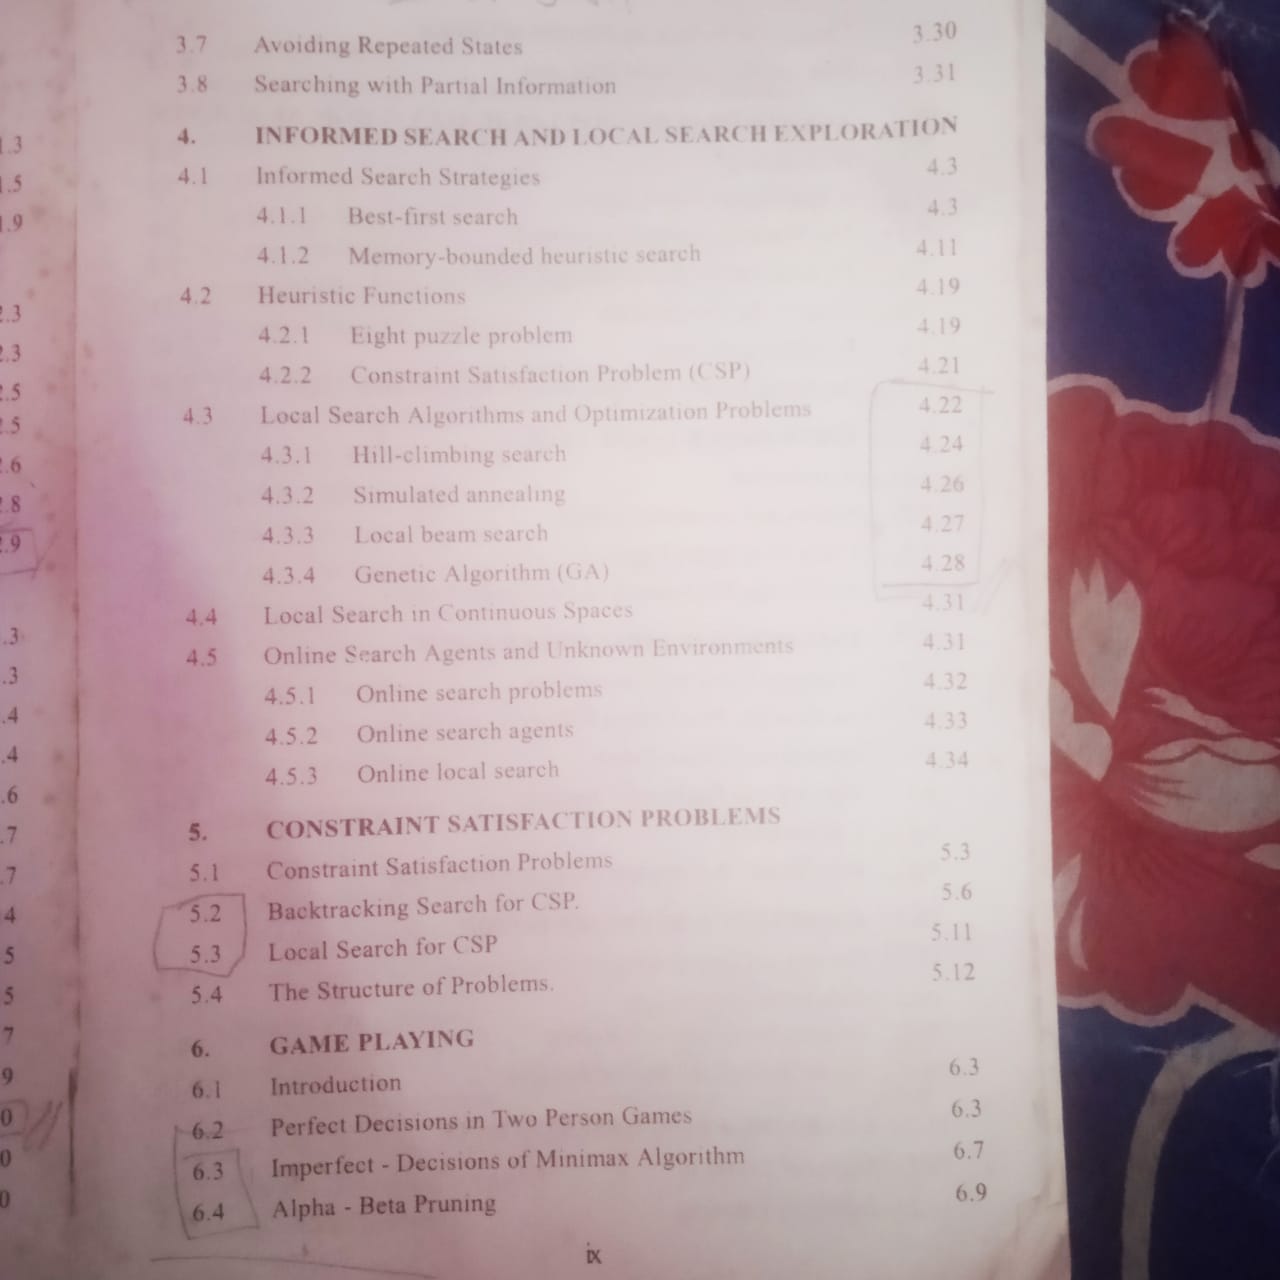 3.7 Avoiding Repeated States 3.30
3.8 Searching with Partial Information 3.31
4. INFORMED SEARCH AND LOCAL SEARCH EXPLORATION
4.1 Informed Search Strategies 4.3
4.1.1 Best-first search 4.3
4.1.2 Memory-bounded heuristic search 4.11
4.2 Heuristic Functions 4.19
4.2.1 Eight puzzle problem 4.19
4.2.2 Constraint Satisfaction Problem (CSP) 4.21
4.3 Local Search Algorithms and Optimization Problems 4.22
4.3.1 Hill-climbing search 4.24
4.3.2 Simulated annealing 4.26
4.3.3 Local beam search 4.27
4.3.4 Genetic Algorithm (GA) 4.28
4.4 Local Search in Continuous Spaces 4.31
4.5 Online Search Agents and Unknown Environments 4.31
4.5.1 Online search problems 4.32
4.5.2 Online search agents 4.33
4.5.3 Online local search 4.34
5. CONSTRAINT SATISFACTION PROBLEMS
5.1 Constraint Satisfaction Problems 5.3
5.2 Backtracking Search for CSP. 5.6
5.3 Local Search for CSP 5.11
5.4 The Structure of Problems. 5.12
6. GAME PLAYING
6.1 Introduction 6.3
6.2 Perfect Decisions in Two Person Games 6.3
6.3 Imperfect - Decisions of Minimax Algorithm 6.7
6.4 Alpha - Beta Pruning 6.9
ix